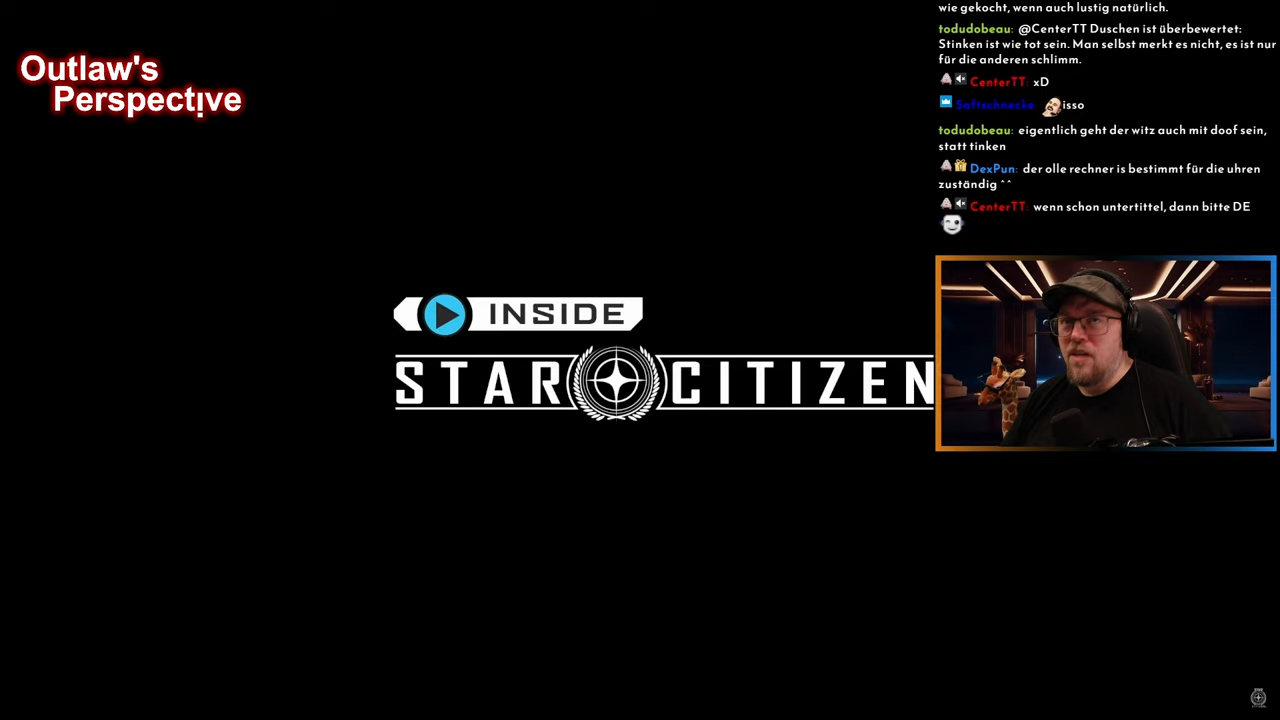 Outlaw's
Perspective
wie gekocht, wenn auch lustig natürlich.
todudobeau: @CenterTT Duschen ist überbewertet:
Stinken ist wie tot sein. Man selbst merkt es nicht, es ist nur
für die anderen schlimm.
CenterTT: xD
Saftschnecke: isso
todudobeau: eigentlich geht der witz auch mit doof sein,
statt tinken
DexPun: der olle rechner is bestimmt für die uhren
zuständig ^^
CenterTT: wenn schon untertittel, dann bitte DE
INSIDE
STAR CITIZEN